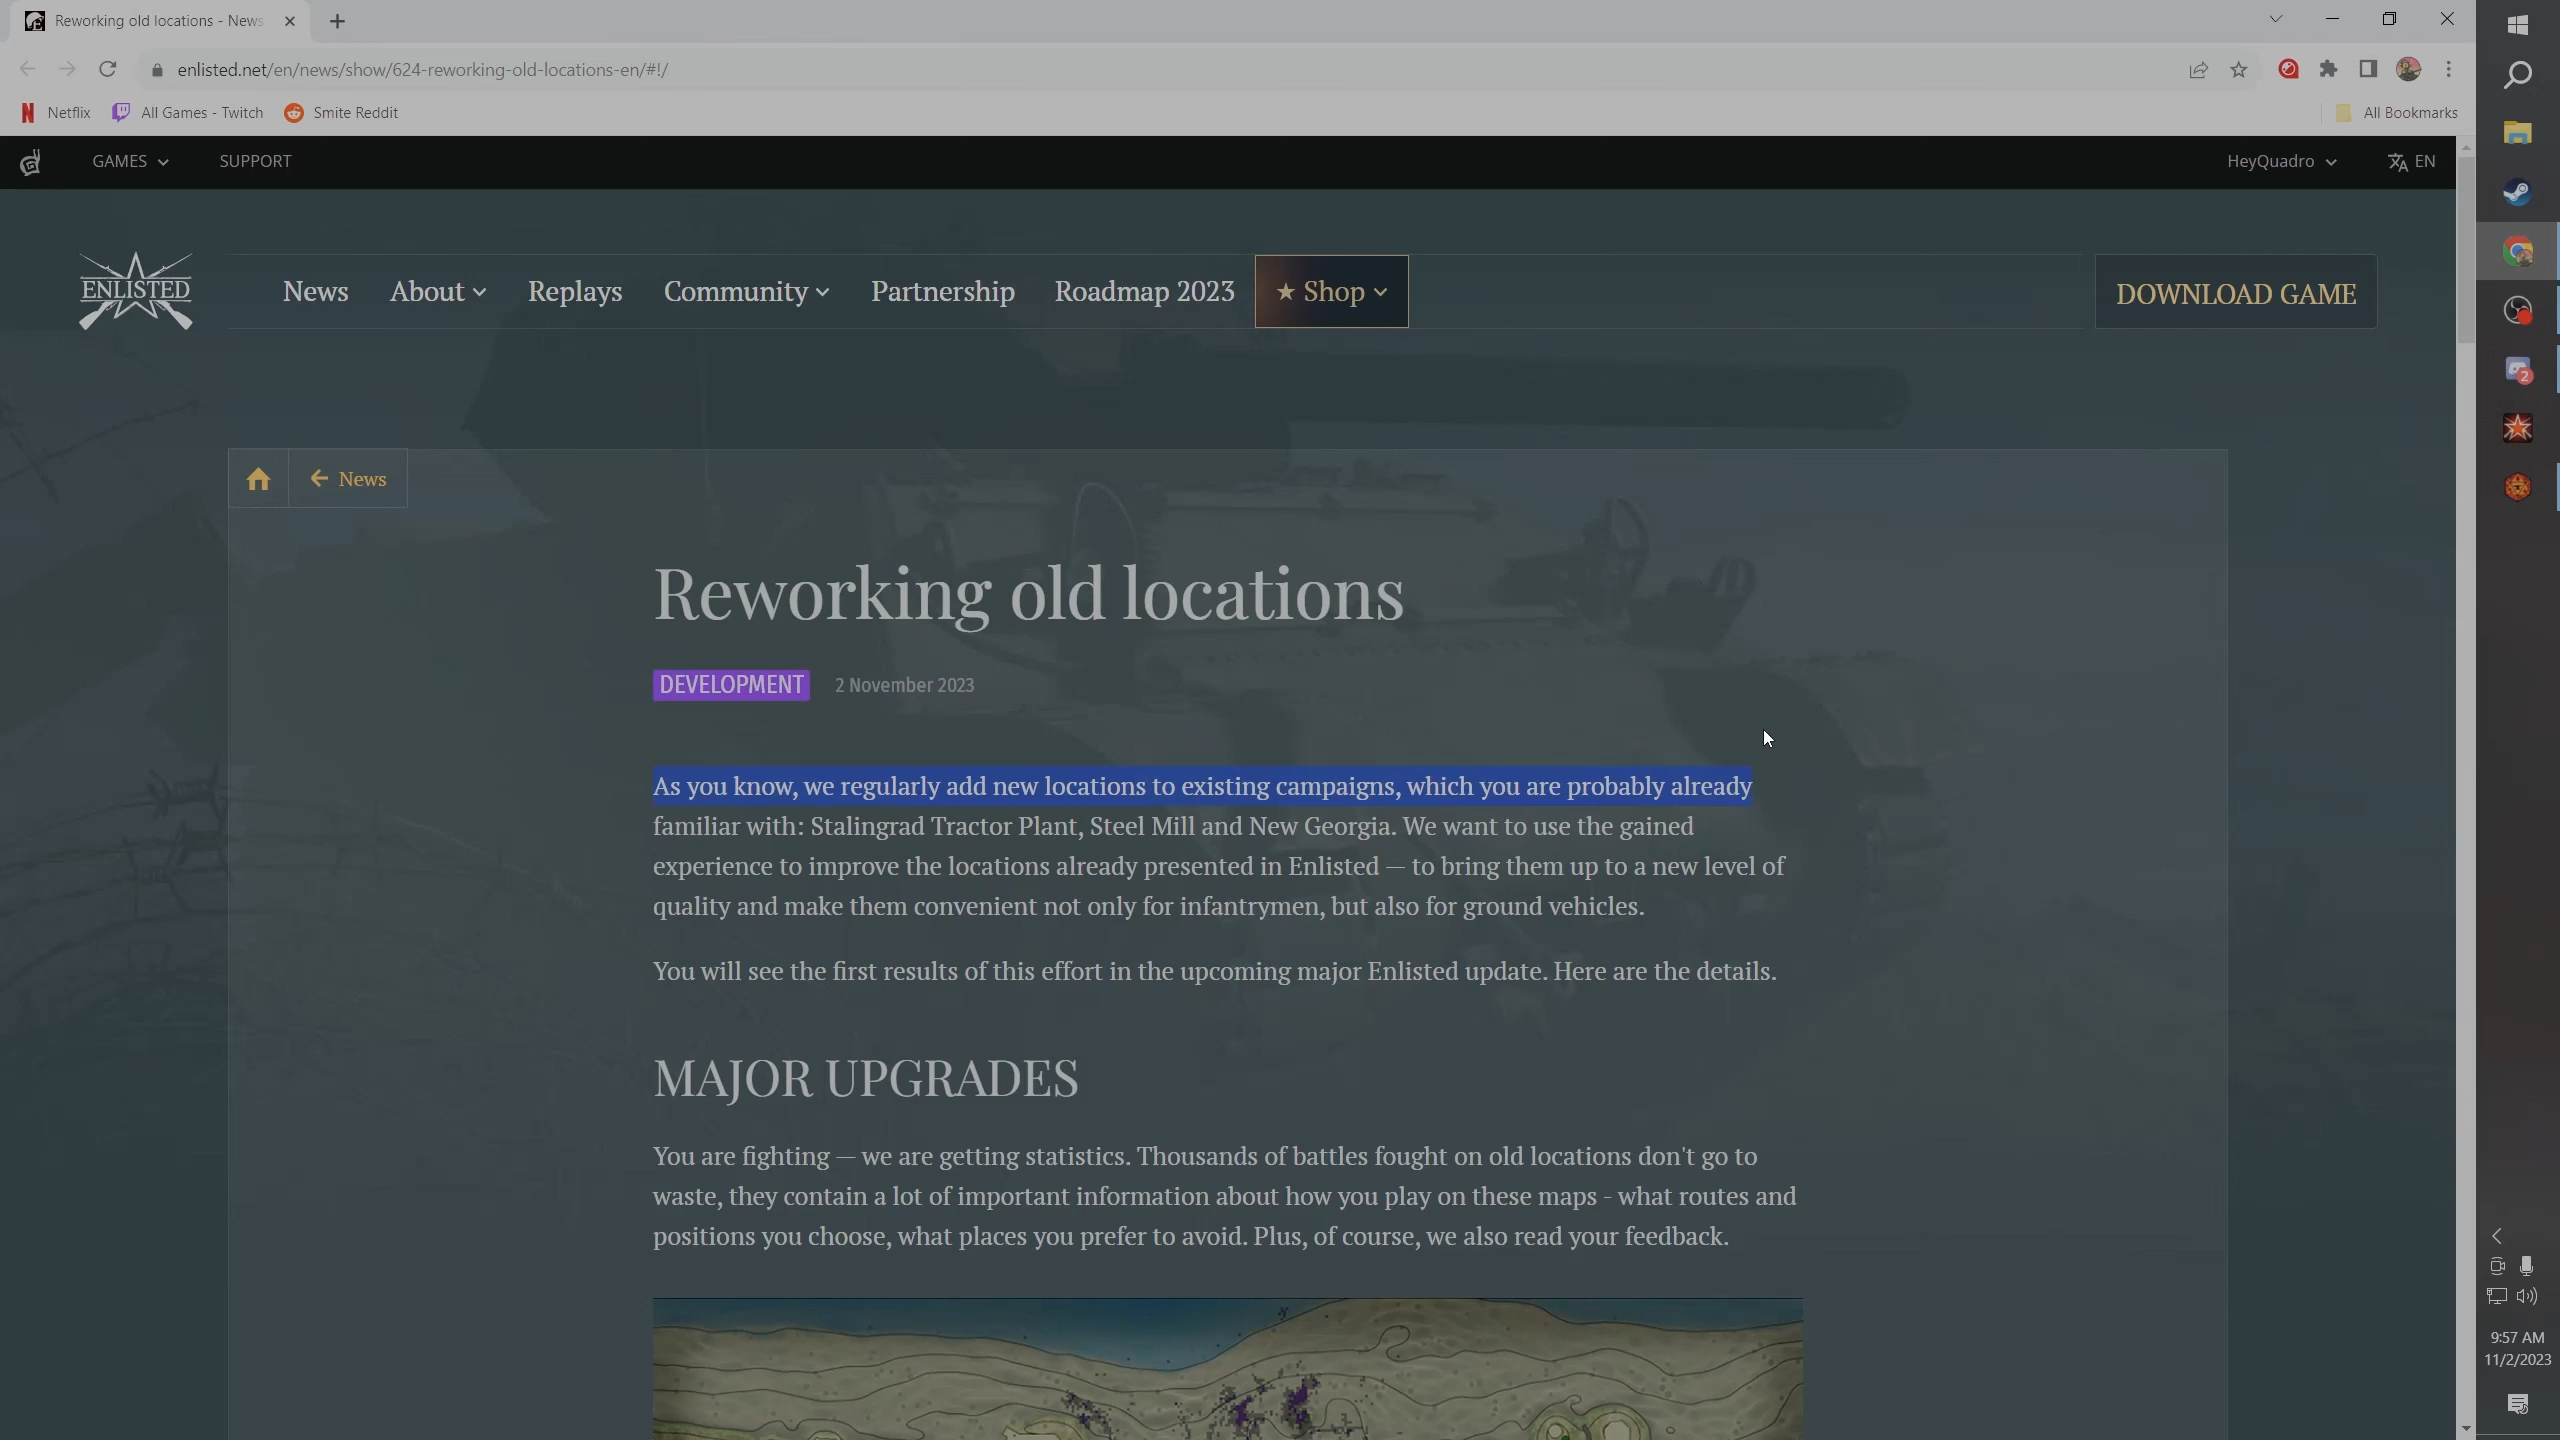 Reworking old locations - News
enlisted.net/en/news/show/624-reworking-old-locations-en/#!/
Netflix
All Games - Twitch
Smite Reddit
All Bookmarks
GAMES
SUPPORT
HeyQuadro
EN
ENLISTED
News
About
Replays
Community
Partnership
Roadmap 2023
★ Shop
DOWNLOAD GAME
← News
Reworking old locations
DEVELOPMENT
2 November 2023
As you know, we regularly add new locations to existing campaigns, which you are probably already
familiar with: Stalingrad Tractor Plant, Steel Mill and New Georgia. We want to use the gained
experience to improve the locations already presented in Enlisted — to bring them up to a new level of
quality and make them convenient not only for infantrymen, but also for ground vehicles.
You will see the first results of this effort in the upcoming major Enlisted update. Here are the details.
MAJOR UPGRADES
You are fighting — we are getting statistics. Thousands of battles fought on old locations don't go to
waste, they contain a lot of important information about how you play on these maps - what routes and
positions you choose, what places you prefer to avoid. Plus, of course, we also read your feedback.
2
9:57 AM
11/2/2023